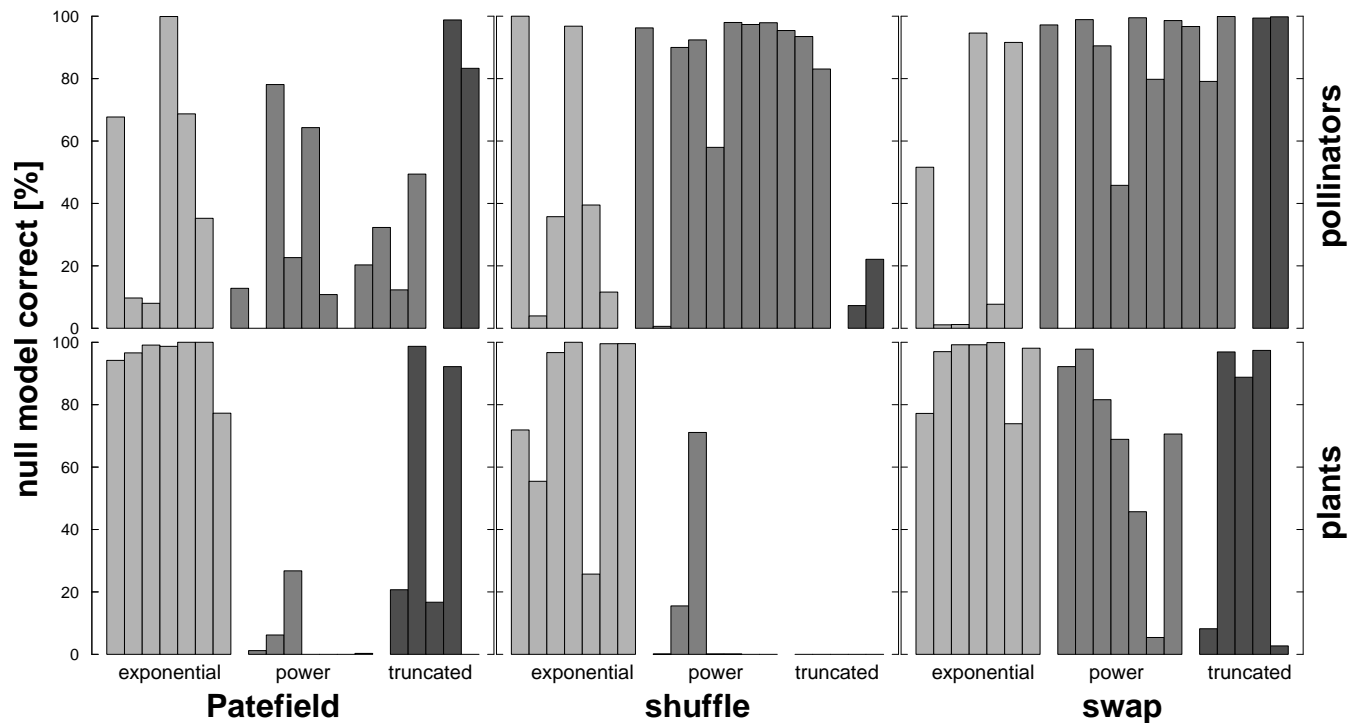 null model correct [%]
100
80
60
40
20
0
pollinators
100
80
60
40
20
0
plants
exponential power truncated exponential power truncated exponential power truncated
Patefield shuffle swap